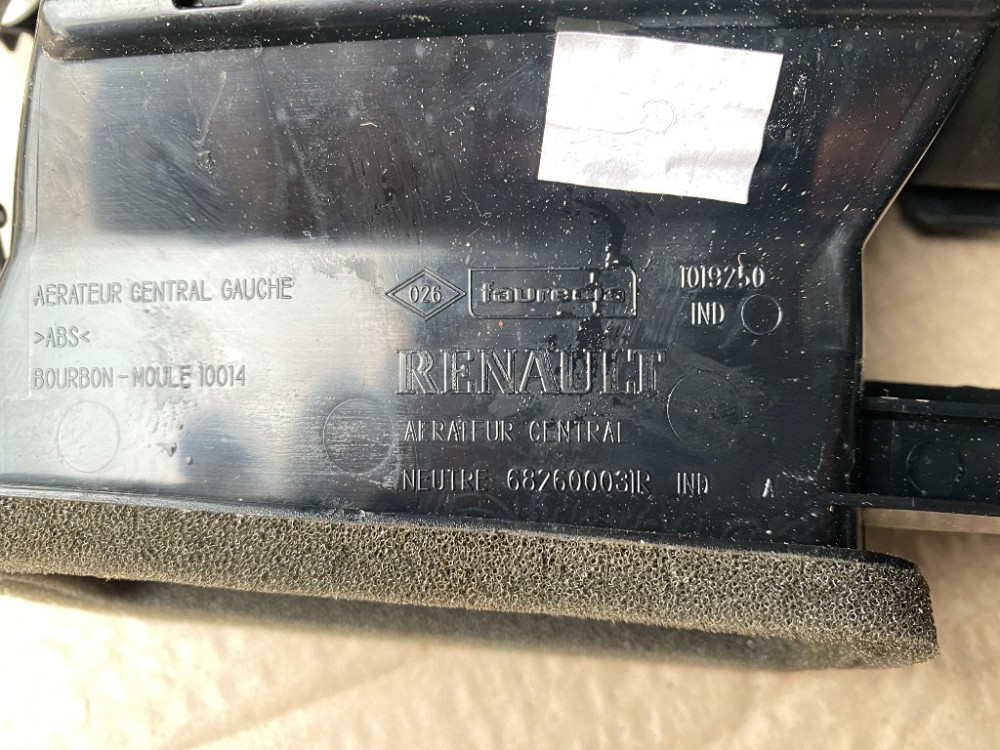 AERATEUR CENTRAL GAUCHE
>ABS<
BOURBON - MOULE 10014
026
faurecia
1019250
IND
RENAULT
AERATEUR CENTRAL
NEUTRE 682600031R IND A